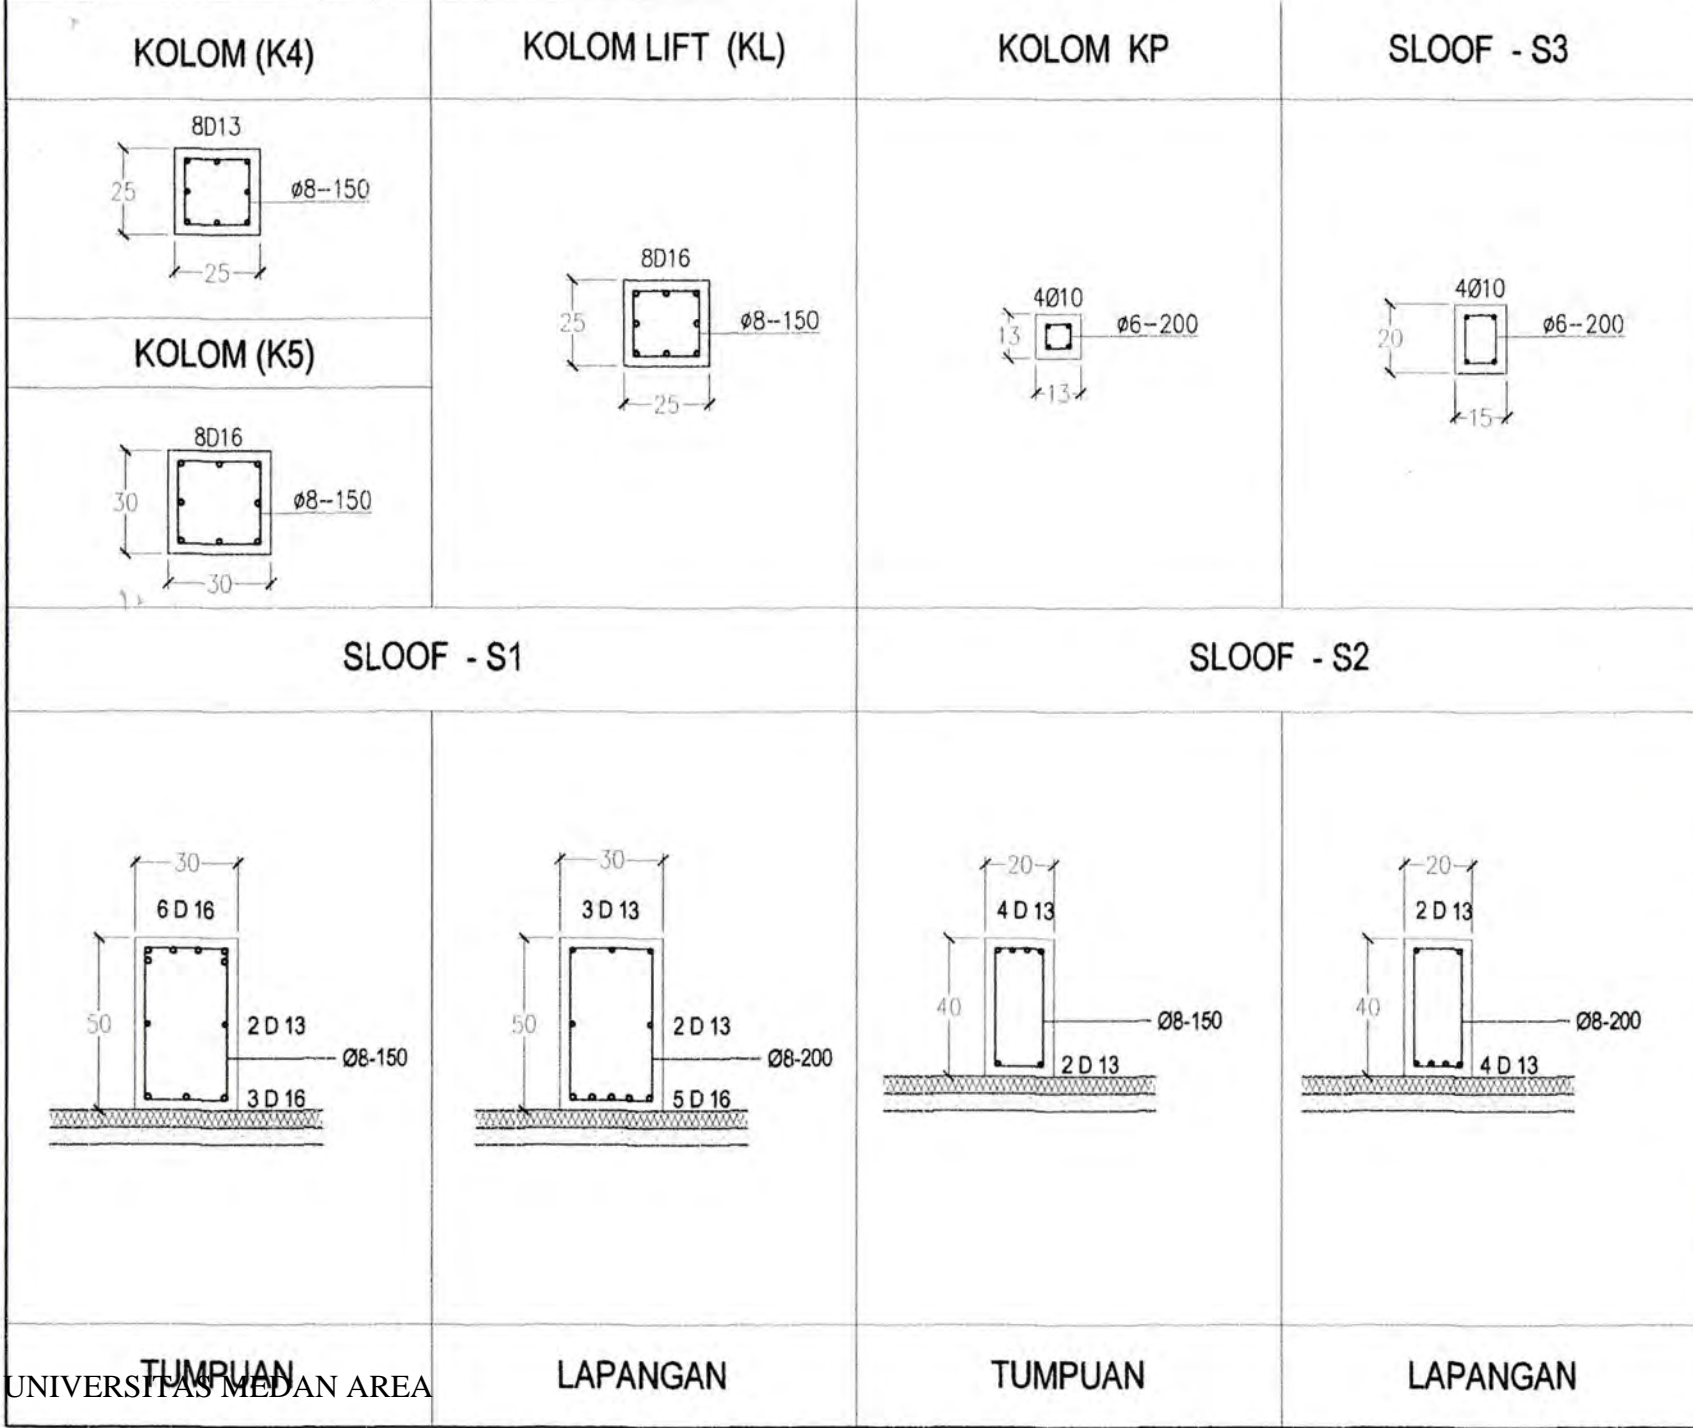 KOLOM (K4)
KOLOM LIFT (KL)
KOLOM KP
SLOOF - S3
8D13
25
ø8-150
25
KOLOM (K5)
8D16
30
ø8-150
30
8D16
25
ø8-150
25
4Ø10
13
ø6-200
13
4Ø10
20
ø6-200
15
SLOOF - S1
SLOOF - S2
30
6 D 16
50
2 D 13
Ø8-150
3 D 16
30
3 D 13
50
2 D 13
Ø8-200
5 D 16
20
4 D 13
40
Ø8-150
2 D 13
20
2 D 13
40
Ø8-200
4 D 13
TUMPUAN
LAPANGAN
TUMPUAN
LAPANGAN
UNIVERSITAS MEDAN AREA